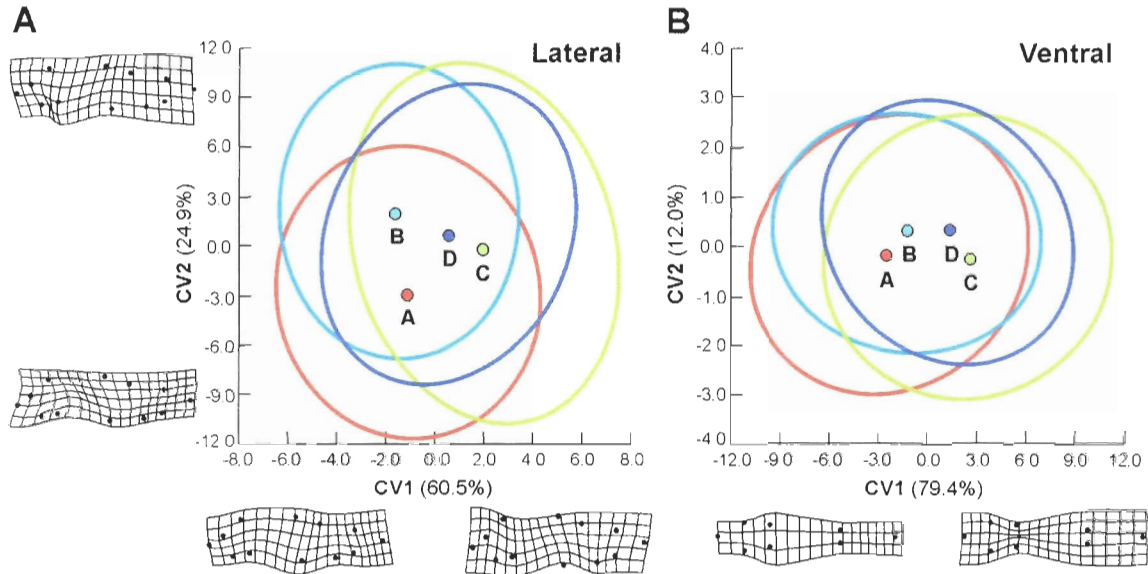 A
Lateral
12.0
9.0
6.0
3.0
0.0
-3.0
-6.0
-9.0
-12 0
CV2 (24.9%)
B
D
C
A
-8.0 -6.0 -4.0 -2.0 0.0 2.0 4.0 6.0 8.0
CV1 (60.5%)
B
Ventral
4.0
3.0
2.0
1.0
0.0
-1.0
-2.0
-3.0
-4 0
CV2 (12.0%)
A
B
D
C
-12.0 -9.0 -6.0 -3.0 0.0 3.0 6.0 9.0 12.0
CV1 (79.4%)